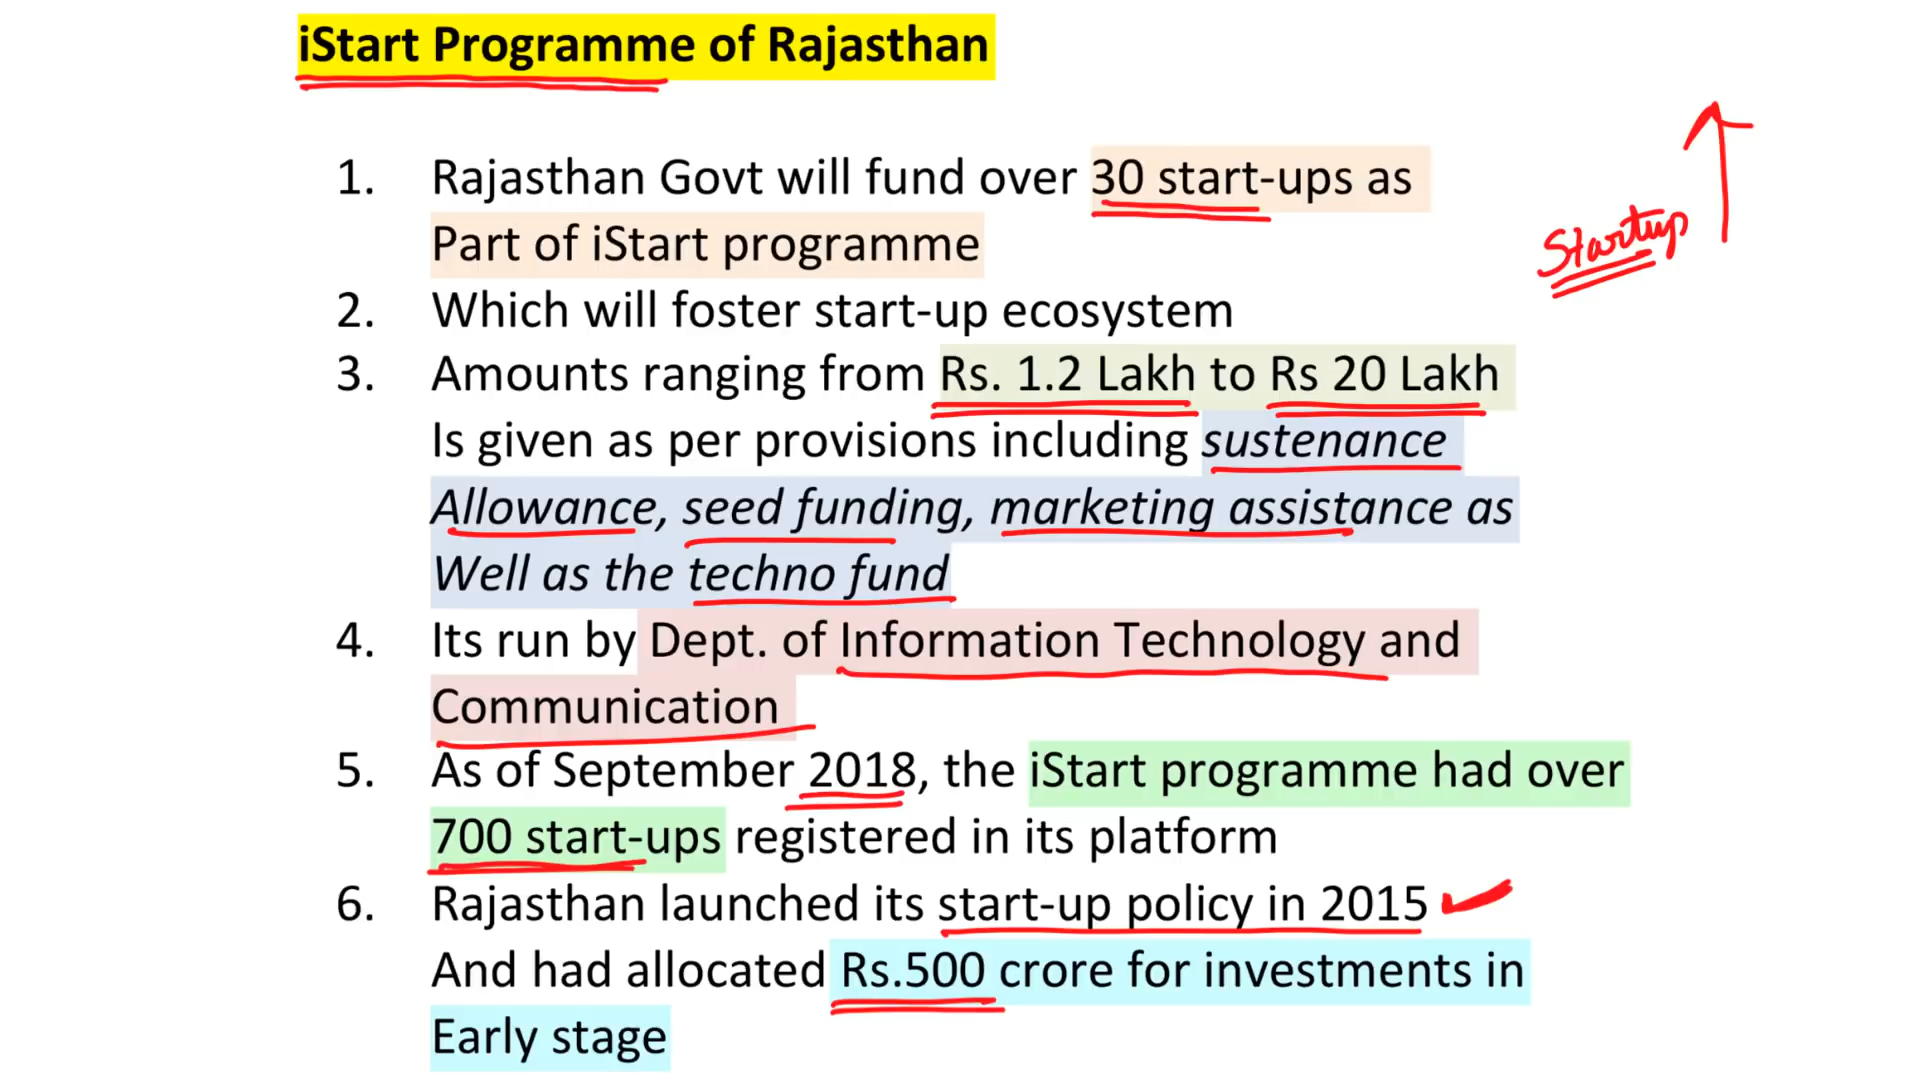 iStart Programme of Rajasthan
1. Rajasthan Govt will fund over 30 start-ups as
Part of iStart programme
Startup
2. Which will foster start-up ecosystem
3. Amounts ranging from Rs. 1.2 Lakh to Rs 20 Lakh
Is given as per provisions including sustenance
Allowance, seed funding, marketing assistance as
Well as the techno fund
4. Its run by Dept. of Information Technology and
Communication
5. As of September 2018, the iStart programme had over
700 start-ups registered in its platform
6. Rajasthan launched its start-up policy in 2015
And had allocated Rs.500 crore for investments in
Early stage